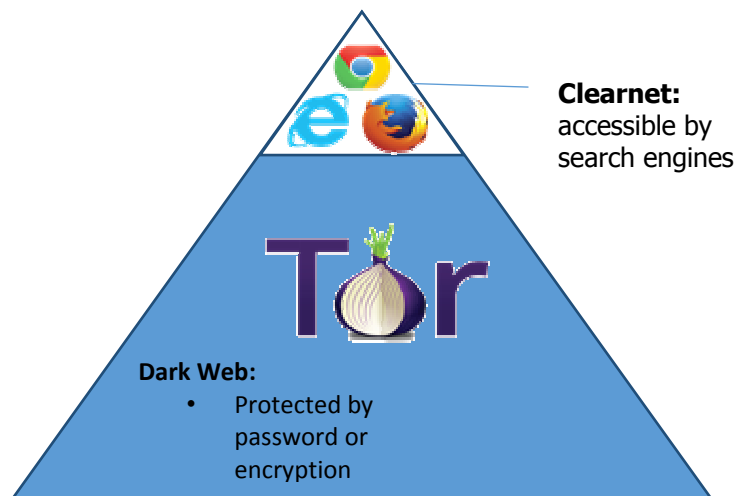 Clearnet:
accessible by
search engines
Tor
Dark Web:
• Protected by
password or
encryption